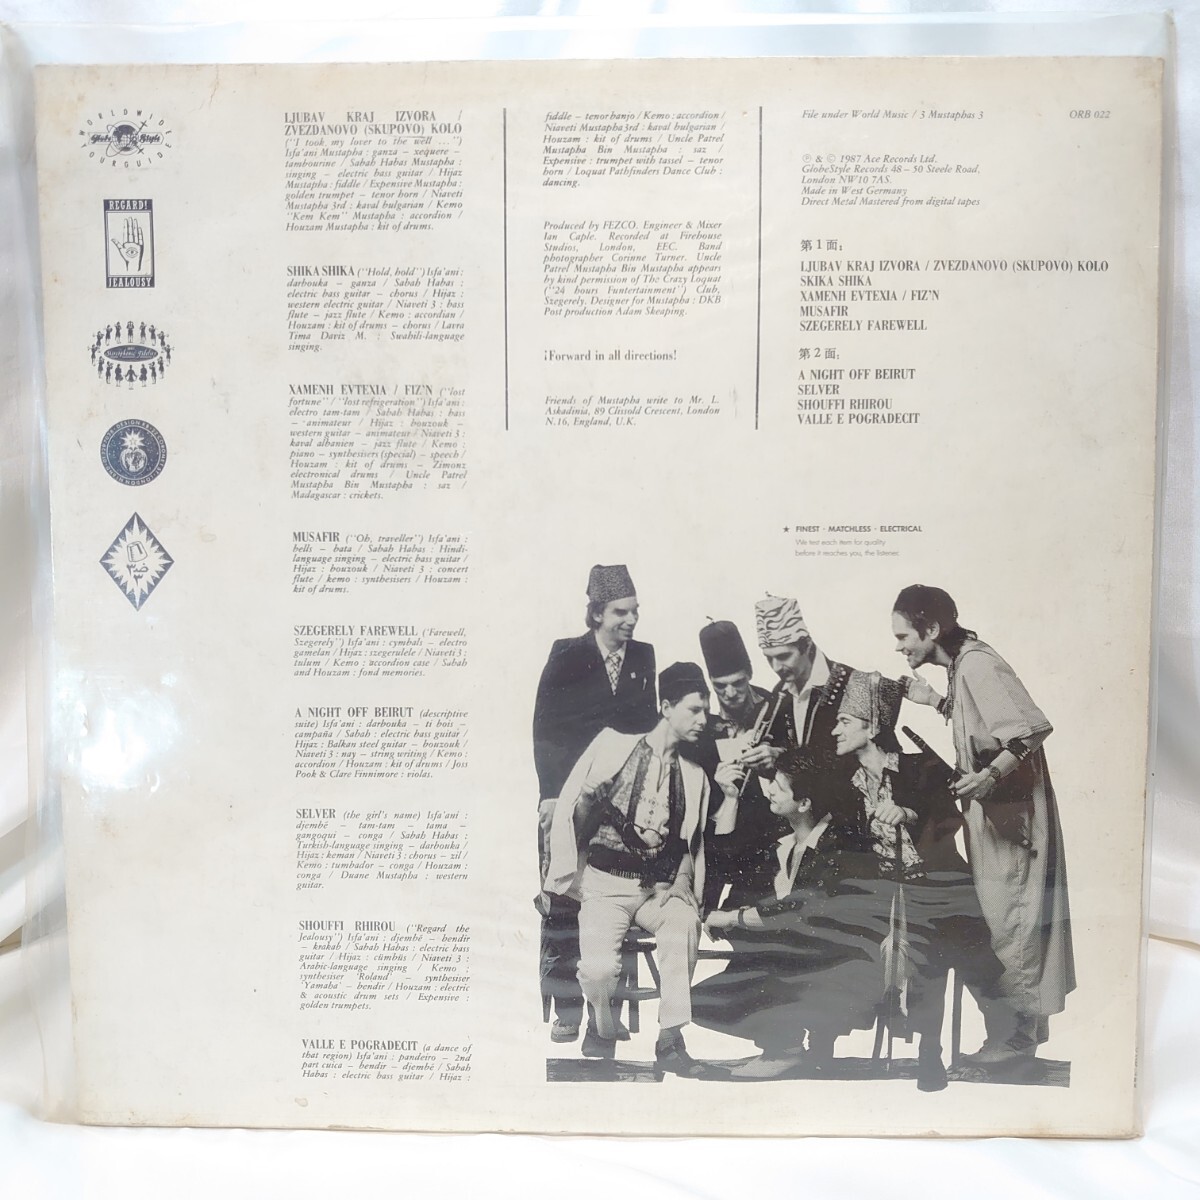 WORLDWIDE
GlobeStyle
YOURGUIDE
REGARD!
JEALOUSY
LJUBAV KRAJ IZVORA /
ZVEZDANOVO (SKUPOVO) KOLO
("I took my lover to the well ...")
Isfa'ani Mustapha : ganza – xequere –
tambourine / Sabah Habas Mustapha :
singing – electric bass guitar / Hijaz
Mustapha : fiddle / Expensive Mustapha :
golden trumpet – tenor horn / Niaveti
Mustapha 3rd : kaval bulgarian / Kemo
"Kem Kem" Mustapha : accordion /
Houzam Mustapha : kit of drums.
SHIKA SHIKA ("Hold, hold") Isfa'ani :
darbouka – ganza / Sabah Habas :
electric bass guitar – chorus / Hijaz :
western electric guitar / Niaveti 3 : bass
flute – jazz flute / Kemo : accordian /
Houzam : kit of drums – chorus / Lavra
Tima Daviz M. : Swahili-language
singing.
XAMENH EVTEXIA / FIZ'N ("lost
fortune" / "lost refrigeration") Isfa'ani :
electro tam-tam / Sabah Habas : bass
– animateur / Hijaz : bouzouk –
western guitar – animateur / Niaveti 3 :
kaval albanien – jazz flute / Kemo :
piano – synthesisers (special) – speech /
Houzam : kit of drums – Zimonz
electronical drums / Uncle Patrel
Mustapha Bin Mustapha : saz /
Madagascar : crickets.
MUSAFIR ("Oh, traveller") Isfa'ani :
bells – bata / Sabah Habas : Hindi-
language singing – electric bass guitar /
Hijaz : bouzouk / Niaveti 3 : concert
flute / kemo : synthesisers / Houzam :
kit of drums.
SZEGERELY FAREWELL ('Farewell,
Szegerely") Isfa'ani : cymbals – electro
gamelan / Hijaz : szegerulele / Niaveti 3 :
tulum / Kemo : accordion case / Sabah
and Houzam : fond memories.
A NIGHT OFF BEIRUT (descriptive
suite) Isfa'ani : darbouka – ti bois –
campaña / Sabah : electric bass guitar /
Hijaz : Balkan steel guitar – bouzouk /
Niaveti 3 : nay – string writing / Kemo :
accordion / Houzam : kit of drums / Joss
Pook & Clare Finnimore : violas.
SELVER (the girl's name) Isfa'ani :
djembé – tam-tam – tama –
gangoqui – conga / Sabah Habas :
Turkish-language singing – darbouka /
Hijaz : keman / Niaveti 3 : chorus – zil /
Kemo : tumbador – conga / Houzam :
conga / Duane Mustapha : western
guitar.
SHOUFFI RHIROU ("Regard the
Jealousy") Isfa'ani : djembé – bendir
– krakab / Sabah Habas : electric bass
guitar / Hijaz : cümbüs / Niaveti 3 :
Arabic-language singing / Kemo :
synthesiser 'Roland' – synthesiser
'Yamaha' – bendir / Houzam : electric
& acoustic drum sets / Expensive :
golden trumpets.
VALLE E POGRADECIT (a dance of
that region) Isfa'ani : pandeiro – 2nd
part cuica – bendir – djembé / Sabah
Habas : electric bass guitar / Hijaz :
fiddle – tenor banjo / Kemo : accordion /
Niaveti Mustapha 3rd : kaval bulgarian /
Houzam : kit of drums / Uncle Patrel
Mustapha Bin Mustapha : saz /
Expensive : trumpet with tassel – tenor
horn / Loquat Pathfinders Dance Club :
dancing.
Produced by FEZCO. Engineer & Mixer
Ian Caple. Recorded at Firehouse
Studios, London, EEC. Band
photographer Corinne Turner. Uncle
Patrel Mustapha Bin Mustapha appears
by kind permission of The Crazy Loquat
("24 hours Funtertainment") Club,
Szegerely. Designer for Mustapha : DKB
Post production Adam Skeaping.
¡Forward in all directions!
Friends of Mustapha write to Mr. L.
Askadinia, 89 Clissold Crescent, London
N.16, England, U.K.
File under World Music / 3 Mustaphas 3
ORB 022
℗ & © 1987 Ace Records Ltd.
GlobeStyle Records 48 – 50 Steele Road,
London NW10 7AS.
Made in West Germany
Direct Metal Mastered from digital tapes
第1面:
LJUBAV KRAJ IZVORA / ZVEZDANOVO (SKUPOVO) KOLO
SKIKA SHIKA
XAMENH EVTEXIA / FIZ'N
MUSAFIR
SZEGERELY FAREWELL
第2面:
A NIGHT OFF BEIRUT
SELVER
SHOUFFI RHIROU
VALLE E POGRADECIT
★ FINEST - MATCHLESS - ELECTRICAL
We test each item for quality
before it reaches you, the listener.